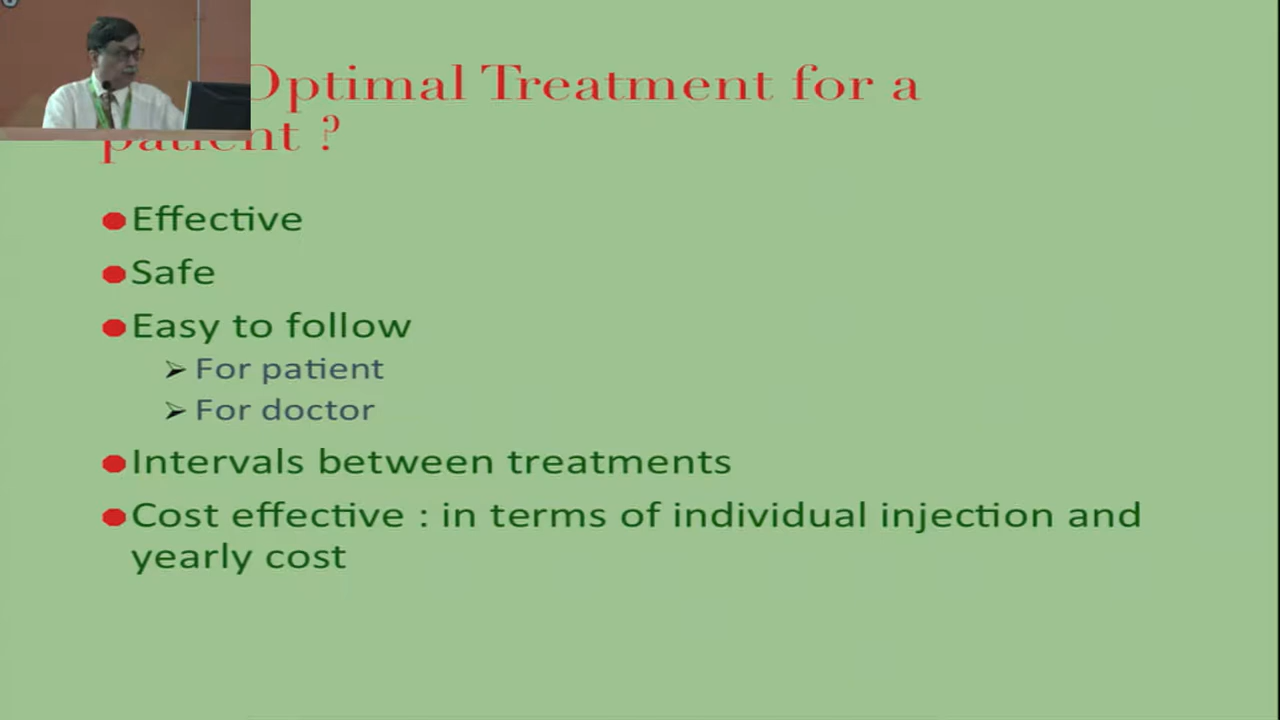 Optimal Treatment for a
patient ?
Effective
Safe
Easy to follow
For patient
For doctor
Intervals between treatments
Cost effective : in terms of individual injection and
yearly cost